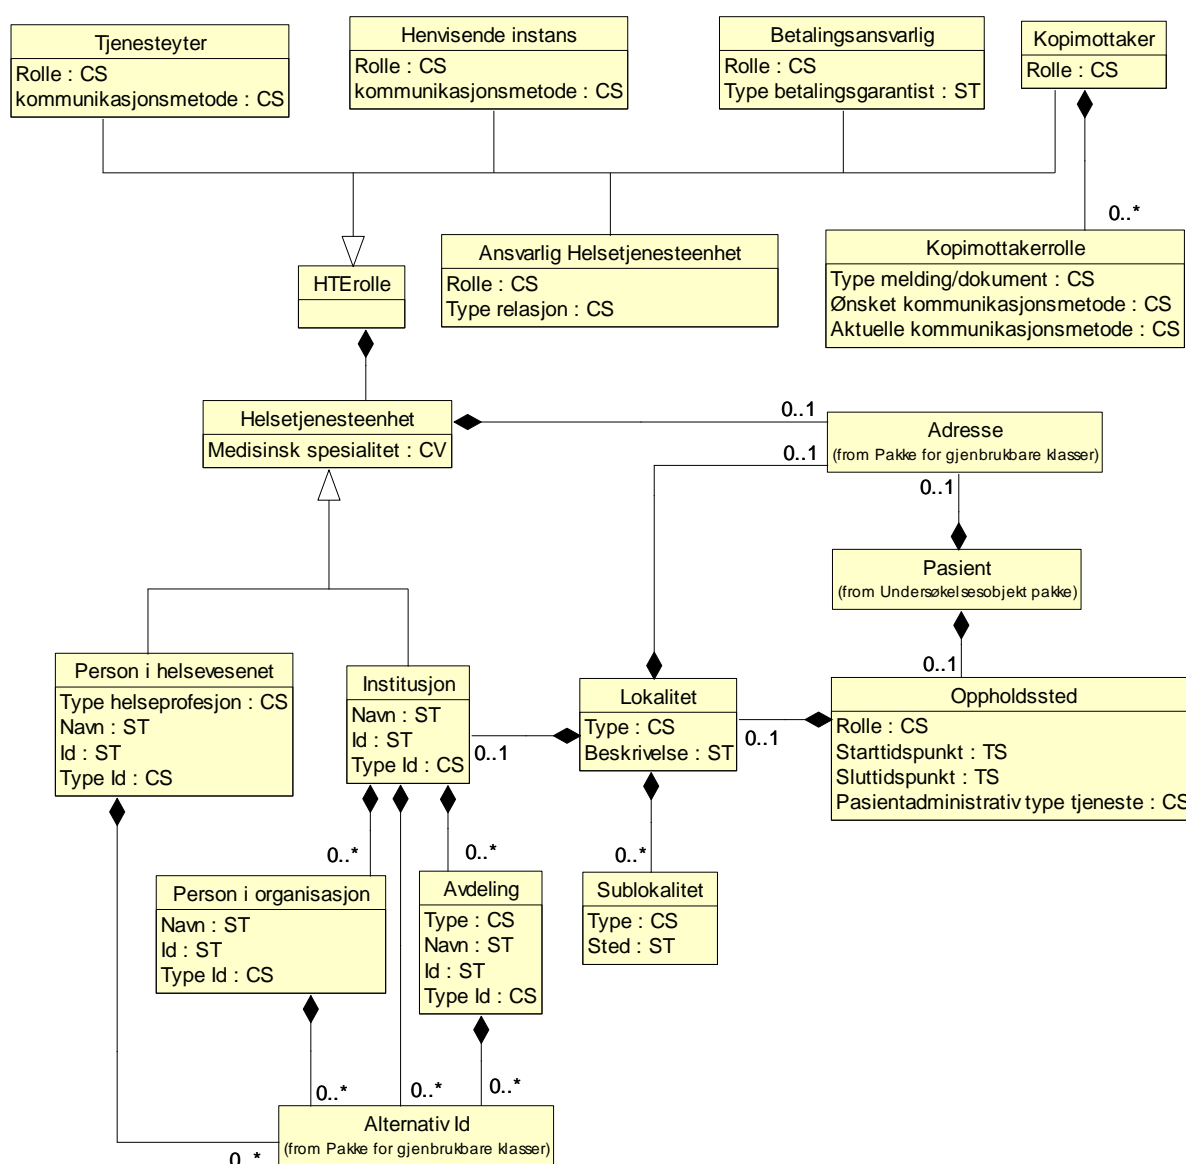 Tjenesteyter
Rolle : CS
kommunikasjonsmetode : CS
Henvisende instans
Rolle : CS
kommunikasjonsmetode : CS
Betalingsansvarlig
Rolle : CS
Type betalingsgarantist : ST
Kopimottaker
Rolle : CS
0..*
HTErolle
Ansvarlig Helsetjenesteenhet
Rolle : CS
Type relasjon : CS
Kopimottakerrolle
Type melding/dokument : CS
Ønsket kommunikasjonsmetode : CS
Aktuelle kommunikasjonsmetode : CS
Helsetjenesteenhet
Medisinsk spesialitet : CV
0..1
0..1
Adresse
(from Pakke for gjenbrukbare klasser)
0..1
Pasient
(from Undersøkelsesobjekt pakke)
0..1
Person i helsevesenet
Type helseprofesjon : CS
Navn : ST
Id : ST
Type Id : CS
Institusjon
Navn : ST
Id : ST
Type Id : CS
0..1
Lokalitet
Type : CS
Beskrivelse : ST
0..1
Oppholdssted
Rolle : CS
Starttidspunkt : TS
Sluttidspunkt : TS
Pasientadministrativ type tjeneste : CS
0..*
0..*
0..*
Person i organisasjon
Navn : ST
Id : ST
Type Id : CS
Avdeling
Type : CS
Navn : ST
Id : ST
Type Id : CS
Sublokalitet
Type : CS
Sted : ST
0..*
0..*
0..*
Alternativ Id
(from Pakke for gjenbrukbare klasser)
0..*